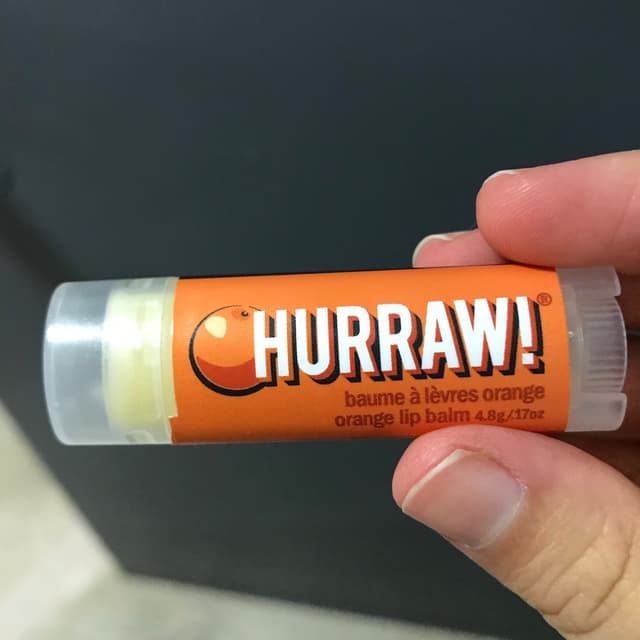 HURRAW!®
baume à lèvres orange
orange lip balm 4.8g/.17oz